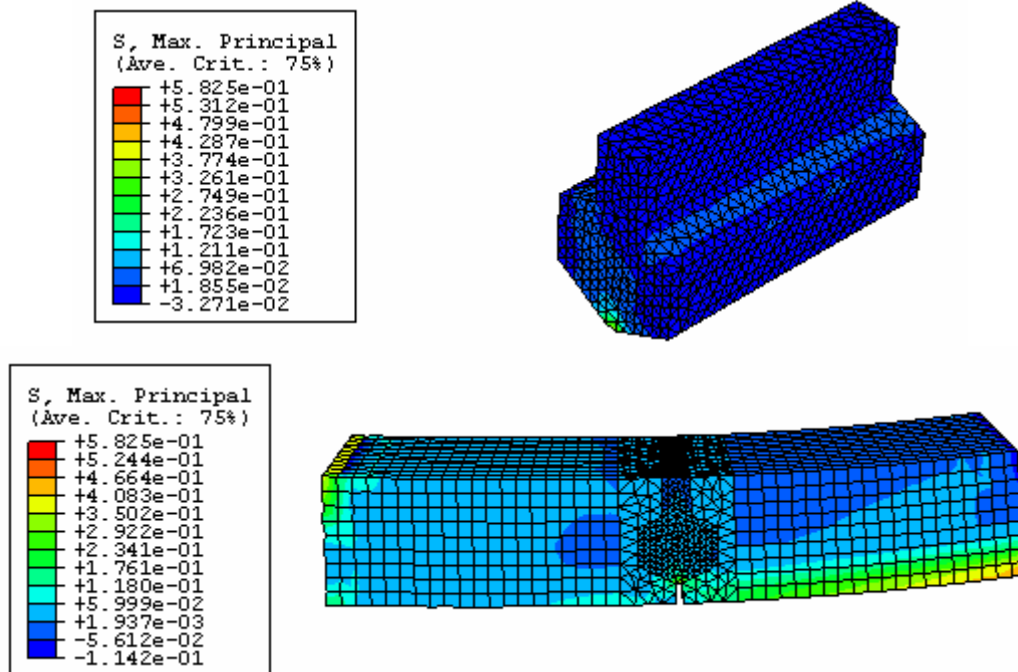 S, Max. Principal
(Ave. Crit.: 75%)
+5.825e-01
+5.312e-01
+4.799e-01
+4.287e-01
+3.774e-01
+3.261e-01
+2.749e-01
+2.236e-01
+1.723e-01
+1.211e-01
+6.982e-02
+1.855e-02
-3.271e-02
S, Max. Principal
(Ave. Crit.: 75%)
+5.825e-01
+5.244e-01
+4.664e-01
+4.083e-01
+3.502e-01
+2.922e-01
+2.341e-01
+1.761e-01
+1.180e-01
+5.999e-02
+1.937e-03
-5.612e-02
-1.142e-01